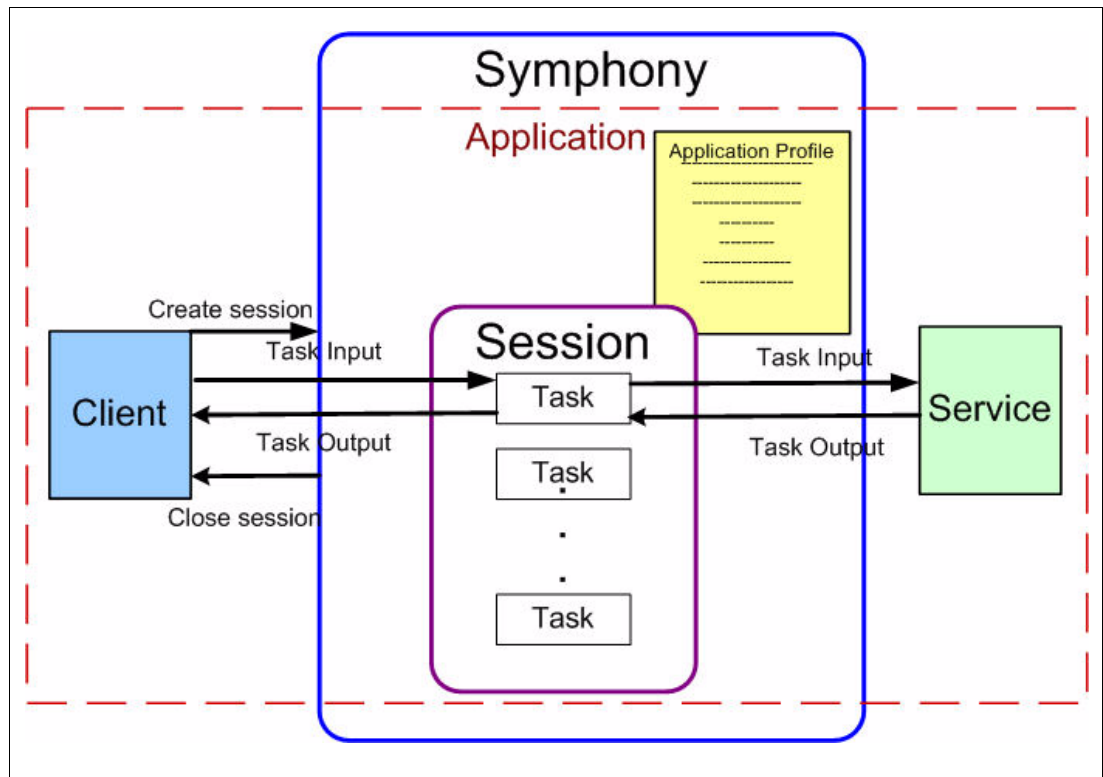 Symphony
Application
Application Profile
Create session
Task Input
Session
Task Input
Task
Client
Service
Task Output
Task Output
Task
Close session
Task